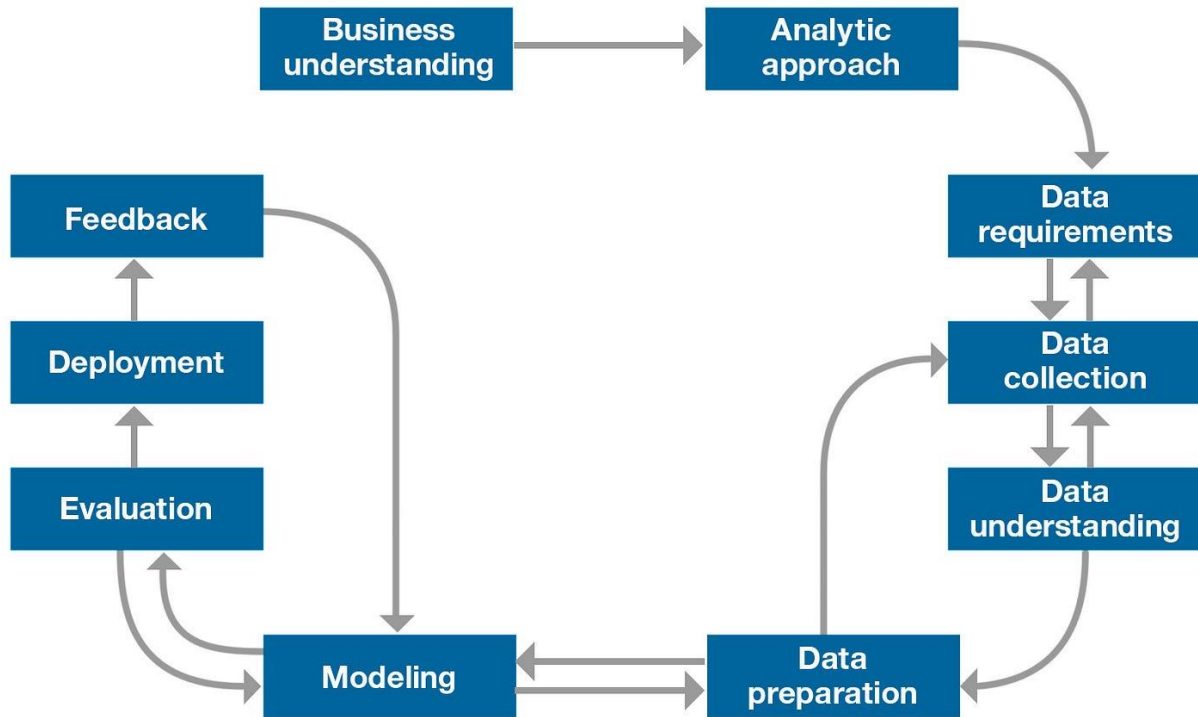 Business
understanding
Analytic
approach
Data
requirements
Data
collection
Data
understanding
Data
preparation
Modeling
Evaluation
Deployment
Feedback